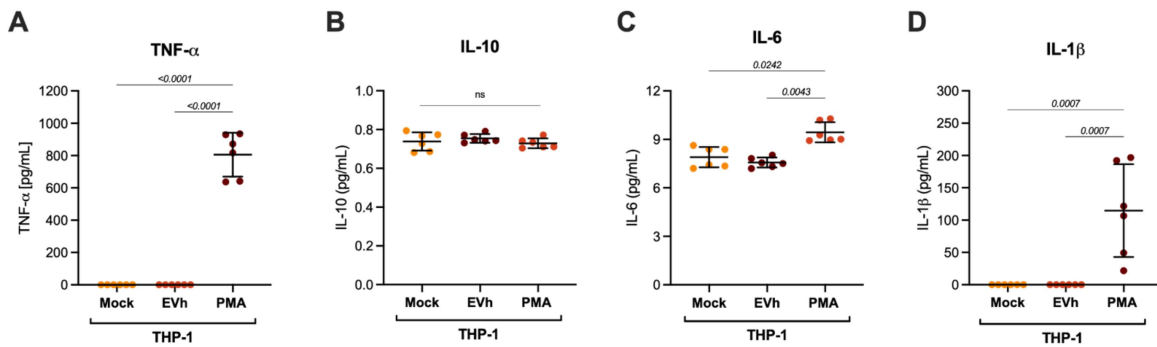 A
TNF-α
<0.0001
<0.0001
1200
1000
800
600
400
200
0
TNF-α [pg/mL]
Mock EVh PMA
THP-1
B
IL-10
ns
1.0
0.8
0.6
0.4
0.2
0.0
IL-10 (pg/mL)
Mock EVh PMA
THP-1
C
IL-6
0.0242
0.0043
12
9
6
3
0
IL-6 (pg/mL)
Mock EVh PMA
THP-1
D
IL-1β
0.0007
0.0007
300
250
200
150
100
50
0
IL-1β (pg/mL)
Mock EVh PMA
THP-1